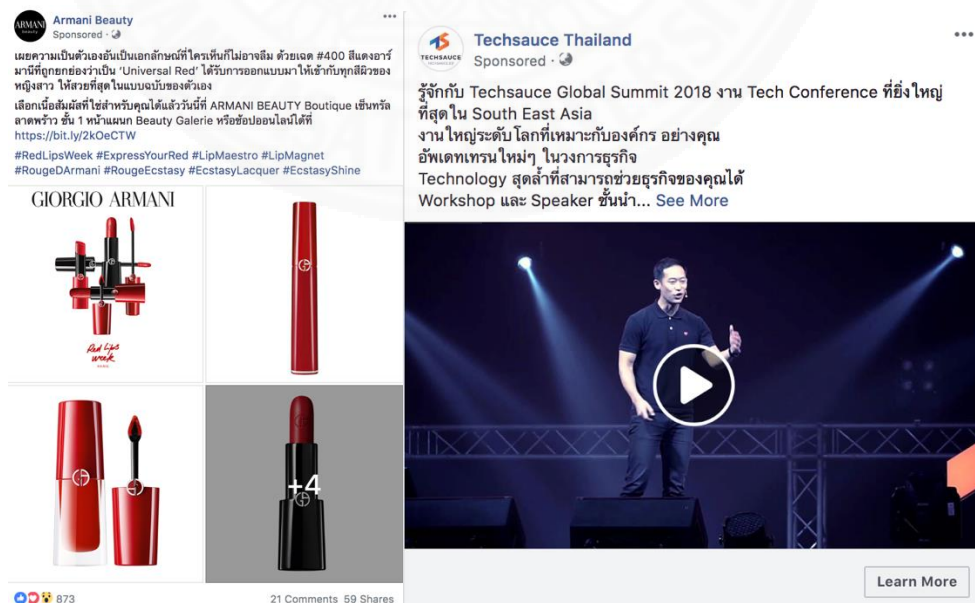 ARMANI
beauty
Armani Beauty
Sponsored ·
เผยความเป็นตัวเองอันเป็นเอกลักษณ์ที่ใครเห็นก็ไม่อาจลืม ด้วยเฉด #400 สีแดงอาร์
มานีที่ถูกยกย่องว่าเป็น 'Universal Red' ได้รับการออกแบบมาให้เข้ากับทุกสีผิวของ
หญิงสาว ให้สวยที่สุดในแบบฉบับของตัวเอง
เลือกเนื้อสัมผัสที่ใช่สำหรับคุณได้แล้ววันนี้ที่ ARMANI BEAUTY Boutique เซ็นทรัล
ลาดพร้าว ชั้น 1 หน้าแผนก Beauty Galerie หรือช้อปออนไลน์ได้ที่
https://bit.ly/2kOeCTW
#RedLipsWeek #ExpressYourRed #LipMaestro #LipMagnet
#RougeDArmani #RougeEcstasy #EcstasyLacquer #EcstasyShine
GIORGIO ARMANI
Red Lips
week
+4
873
21 Comments 59 Shares
TECHSAUCE
Techsauce Thailand
Sponsored ·
รู้จักกับ Techsauce Global Summit 2018 งาน Tech Conference ที่ยิ่งใหญ่
ที่สุดใน South East Asia
งานใหญ่ระดับโลกที่เหมาะกับองค์กร อย่างคุณ
อัพเดทเทรนใหม่ๆ ในวงการธุรกิจ
Technology สุดล้ำที่สามารถช่วยธุรกิจของคุณได้
Workshop และ Speaker ชั้นนำ... See More
Learn More